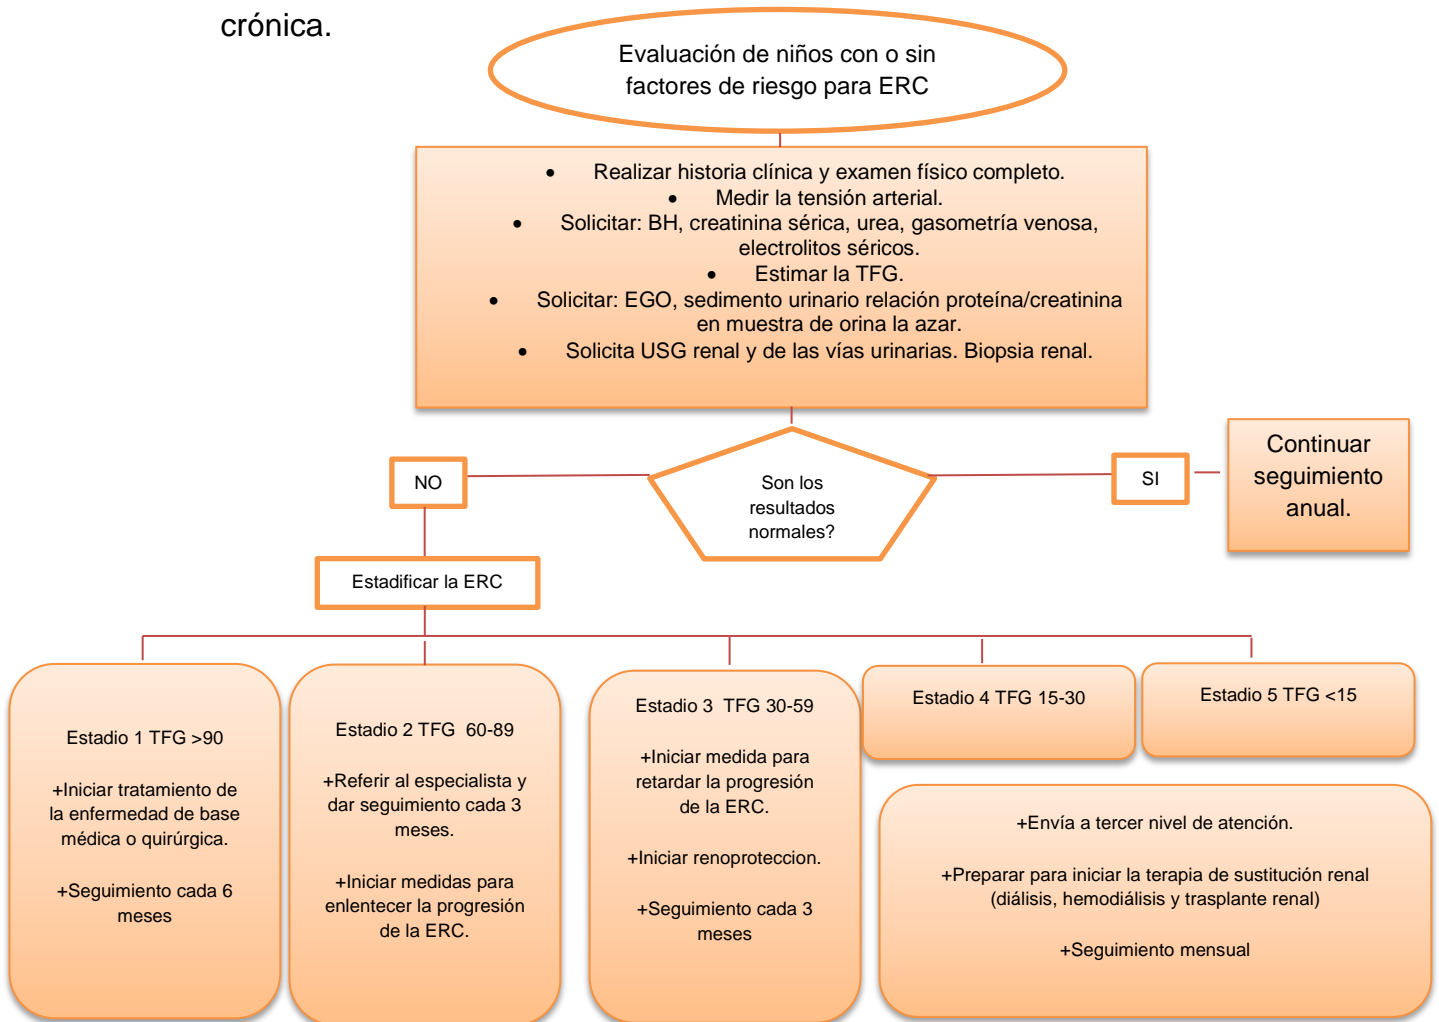 crónica.
Evaluación de niños con o sin
factores de riesgo para ERC
• Realizar historia clínica y examen físico completo.
• Medir la tensión arterial.
• Solicitar: BH, creatinina sérica, urea, gasometría venosa,
electrolitos séricos.
• Estimar la TFG.
• Solicitar: EGO, sedimento urinario relación proteína/creatinina
en muestra de orina la azar.
• Solicita USG renal y de las vías urinarias. Biopsia renal.
NO
Son los
resultados
normales?
SI
Continuar
seguimiento
anual.
Estadificar la ERC
Estadio 1 TFG >90
+Iniciar tratamiento de
la enfermedad de base
médica o quirúrgica.
+Seguimiento cada 6
meses
Estadio 2 TFG 60-89
+Referir al especialista y
dar seguimiento cada 3
meses.
+Iniciar medidas para
enlentecer la progresión
de la ERC.
Estadio 3 TFG 30-59
+Iniciar medida para
retardar la progresión
de la ERC.
+Iniciar renoproteccion.
+Seguimiento cada 3
meses
Estadio 4 TFG 15-30
Estadio 5 TFG <15
+Envía a tercer nivel de atención.
+Preparar para iniciar la terapia de sustitución renal
(diálisis, hemodiálisis y trasplante renal)
+Seguimiento mensual